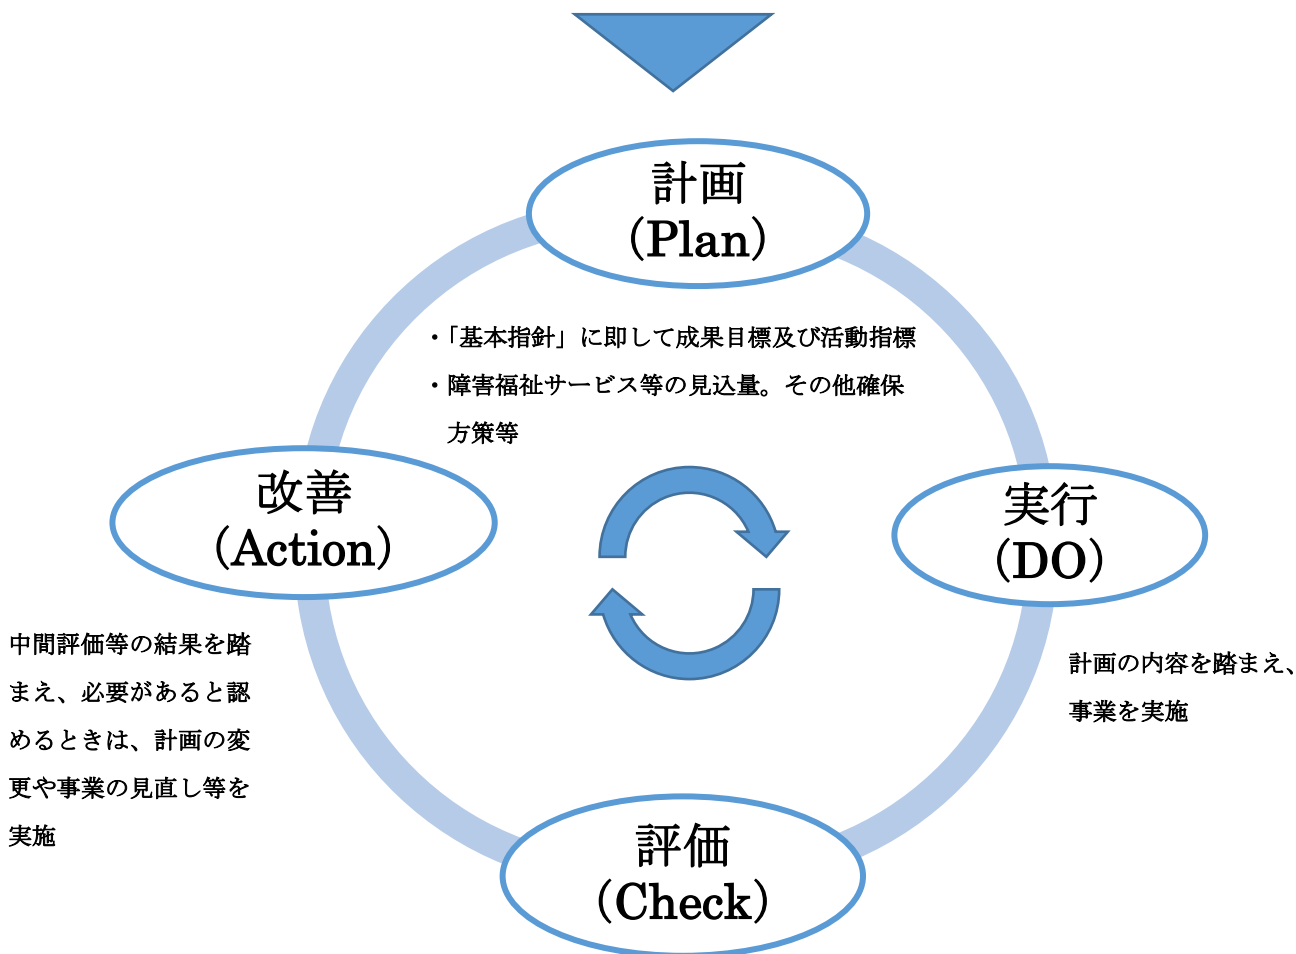 計画
（Plan）
・「基本指針」に即して成果目標及び活動指標
・障害福祉サービス等の見込量。その他確保
方策等
改善
（Action）
実行
（DO）
中間評価等の結果を踏
まえ、必要があると認
めるときは、計画の変
更や事業の見直し等を
実施
計画の内容を踏まえ、
事業を実施
評価
（Check）